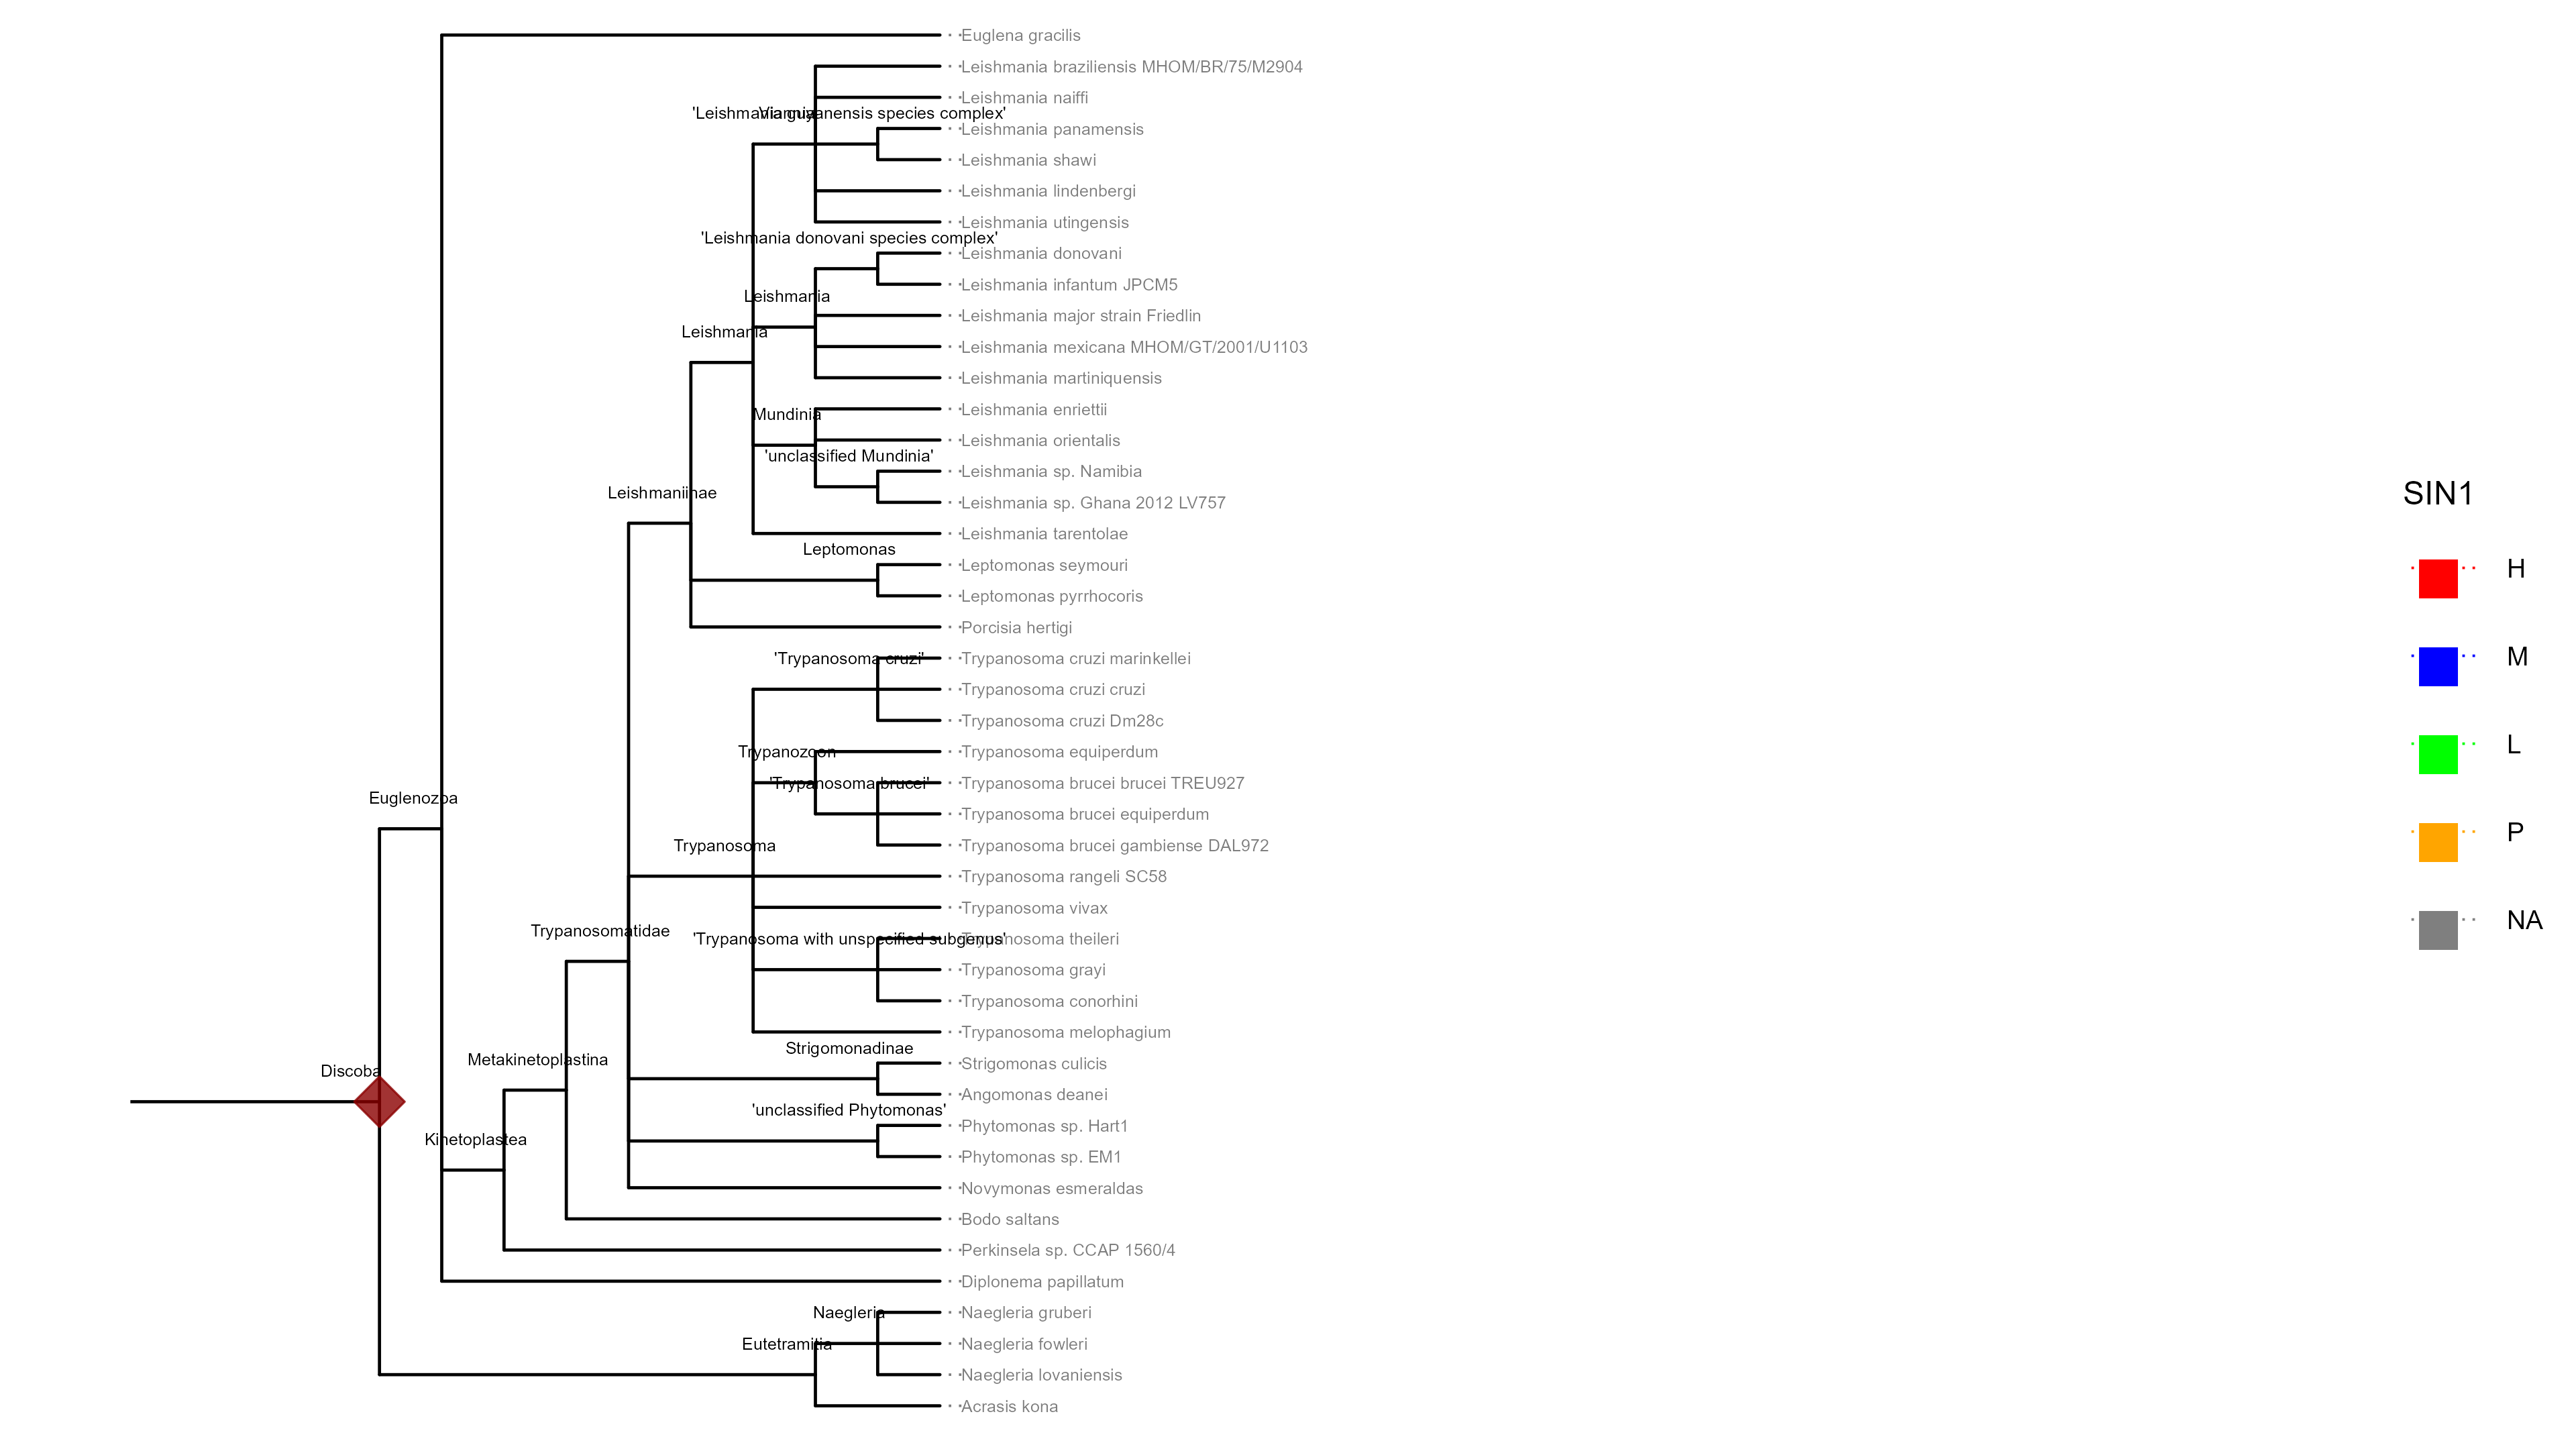 Euglena gracilis
Leishmania braziliensis MHOM/BR/75/M2904
Leishmania naiffi
Viannia
'Leishmania guyanensis species complex'
Leishmania panamensis
Leishmania shawi
Leishmania lindenbergi
Leishmania utingensis
'Leishmania donovani species complex'
Leishmania donovani
Leishmania infantum JPCM5
Leishmania
Leishmania major strain Friedlin
Leishmania
Leishmania mexicana MHOM/GT/2001/U1103
Leishmania martiniquensis
Leishmania enriettii
Mundinia
Leishmania orientalis
'unclassified Mundinia'
Leishmania sp. Namibia
Leishmaniinae
Leishmania sp. Ghana 2012 LV757
Leishmania tarentolae
Leptomonas
Leptomonas seymouri
Leptomonas pyrrhocoris
Porcisia hertigi
'Trypanosoma cruzi'
Trypanosoma cruzi marinkellei
Trypanosoma cruzi cruzi
Trypanosoma cruzi Dm28c
Trypanozoon
Trypanosoma equiperdum
'Trypanosoma brucei'
Trypanosoma brucei brucei TREU927
Euglenozoa
Trypanosoma brucei equiperdum
Trypanosoma
Trypanosoma brucei gambiense DAL972
Trypanosoma rangeli SC58
Trypanosoma vivax
Trypanosomatidae
'Trypanosoma with unspecified subgenus'
Trypanosoma theileri
Trypanosoma grayi
Trypanosoma conorhini
Trypanosoma melophagium
Strigomonadinae
Metakinetoplastina
Strigomonas culicis
Discoba
Angomonas deanei
'unclassified Phytomonas'
Phytomonas sp. Hart1
Kinetoplastea
Phytomonas sp. EM1
Novymonas esmeraldas
Bodo saltans
Perkinsela sp. CCAP 1560/4
Diplonema papillatum
Naegleria
Naegleria gruberi
Eutetramitia
Naegleria fowleri
Naegleria lovaniensis
Acrasis kona
SIN1
H
M
L
P
NA